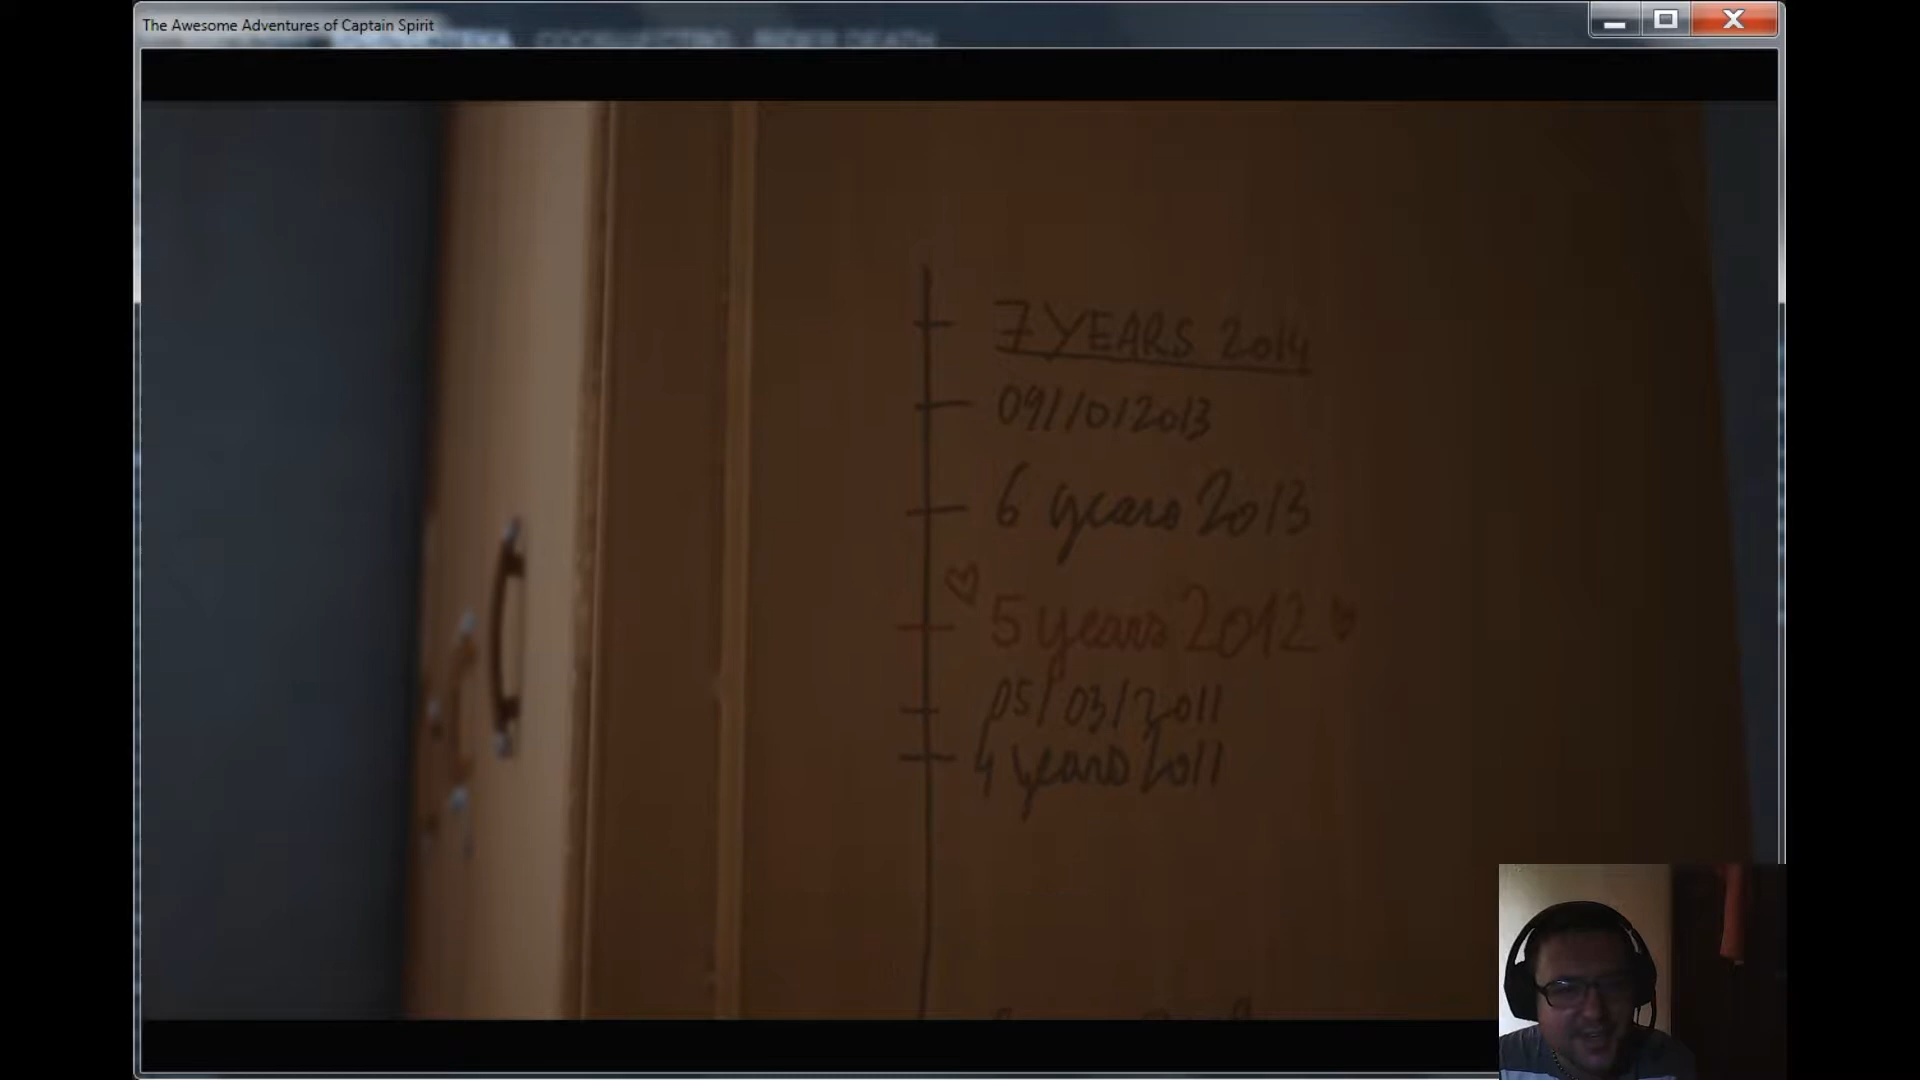 The Awesome Adventures of Captain Spirit
7 YEARS 2014
09/10/2013
6 years 2013
5 years 2012
05/03/2011
4 years 2011